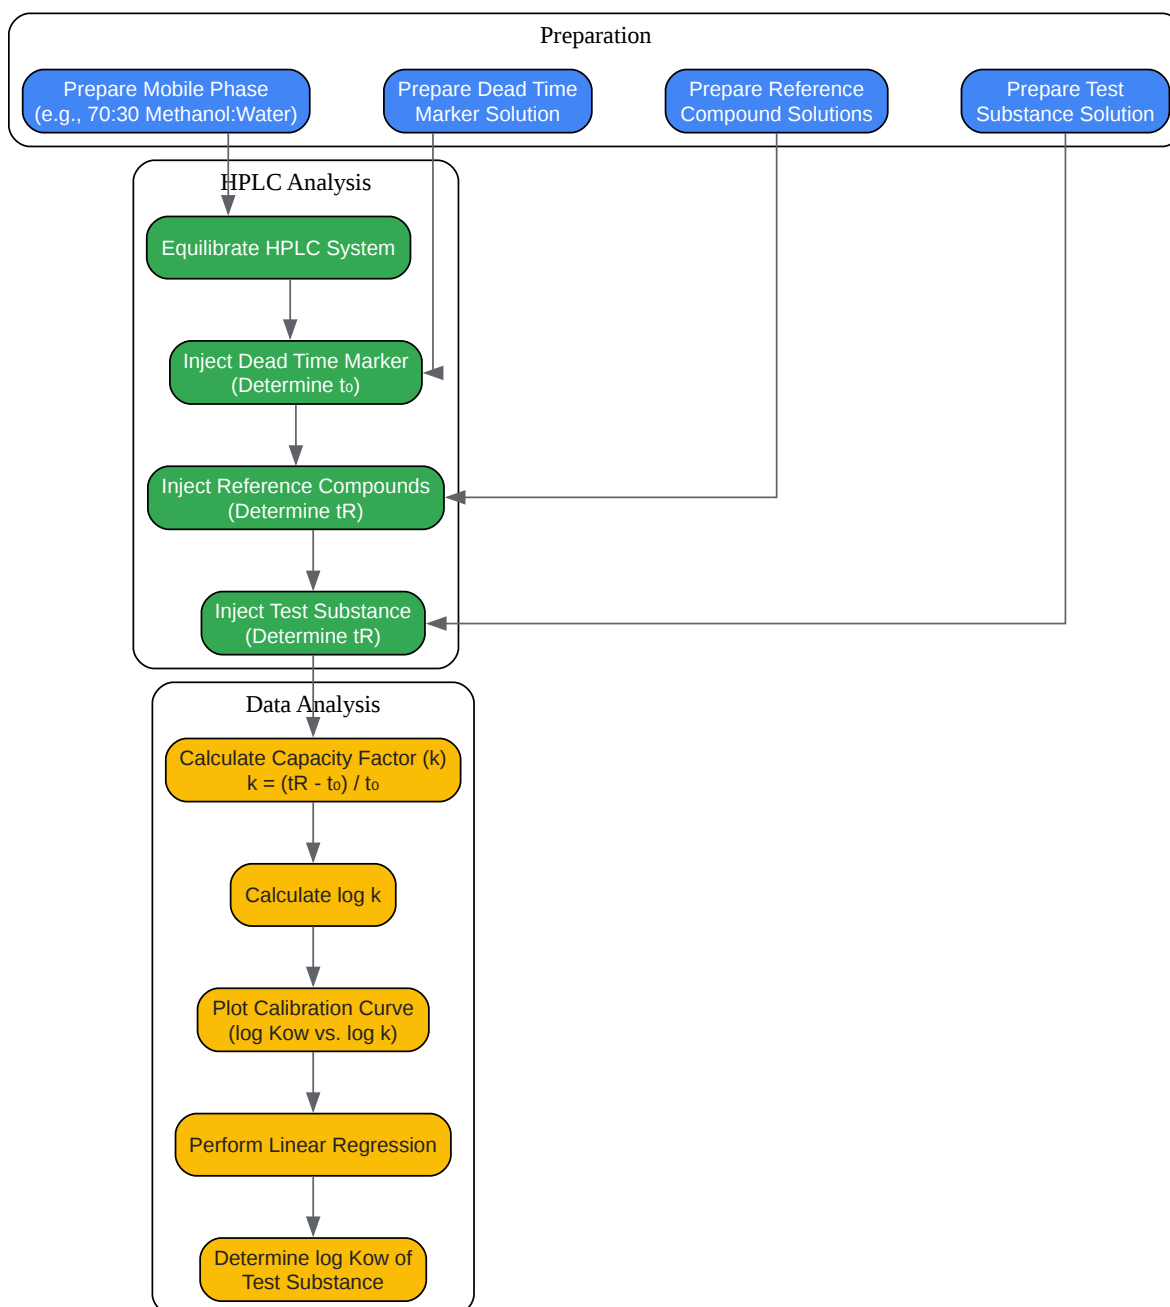 Preparation
Prepare Mobile Phase
(e.g., 70:30 Methanol:Water)
Prepare Dead Time
Marker Solution
Prepare Reference
Compound Solutions
Prepare Test
Substance Solution
HPLC Analysis
Equilibrate HPLC System
Inject Dead Time Marker
(Determine t₀)
Inject Reference Compounds
(Determine tR)
Inject Test Substance
(Determine tR)
Data Analysis
Calculate Capacity Factor (k)
k = (tR - t₀) / t₀
Calculate log k
Plot Calibration Curve
(log Kow vs. log k)
Perform Linear Regression
Determine log Kow of
Test Substance